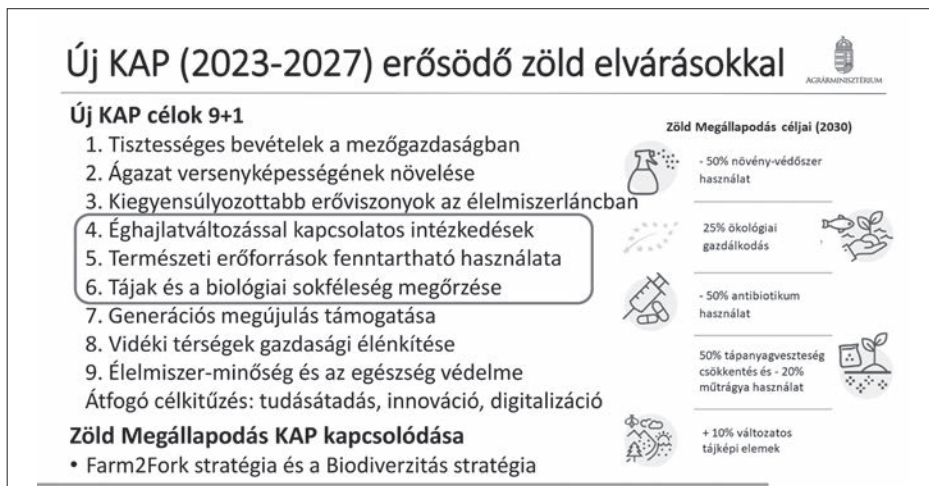 Új KAP (2023-2027) erősödő zöld elvárásokkal
AGRÁRMINISZTÉRIUM
Új KAP célok 9+1
1. Tisztességes bevételek a mezőgazdaságban
2. Ágazat versenyképességének növelése
3. Kiegyensúlyozottabb erőviszonyok az élelmiszerláncban
4. Éghajlatváltozással kapcsolatos intézkedések
5. Természeti erőforrások fenntartható használata
6. Tájak és a biológiai sokféleség megőrzése
7. Generációs megújulás támogatása
8. Vidéki térségek gazdasági élénkítése
9. Élelmiszer-minőség és az egészség védelme
Átfogó célkitűzés: tudásátadás, innováció, digitalizáció
Zöld Megállapodás KAP kapcsolódása
• Farm2Fork stratégia és a Biodiverzitás stratégia
Zöld Megállapodás céljai (2030)
- 50% növény-védőszer
használat
25% ökológiai
gazdálkodás
- 50% antibiotikum
használat
50% tápanyagveszteség
csökkentés és - 20%
műtrágya használat
+ 10% változatos
tájképi elemek